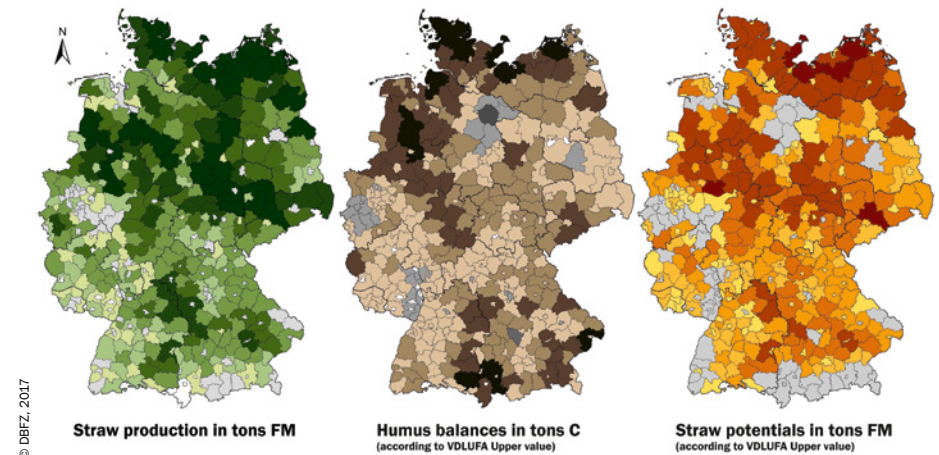 N
Straw production in tons FM
Humus balances in tons C
(according to VDLUFA Upper value)
Straw potentials in tons FM
(according to VDLUFA Upper value)
© DBFZ, 2017